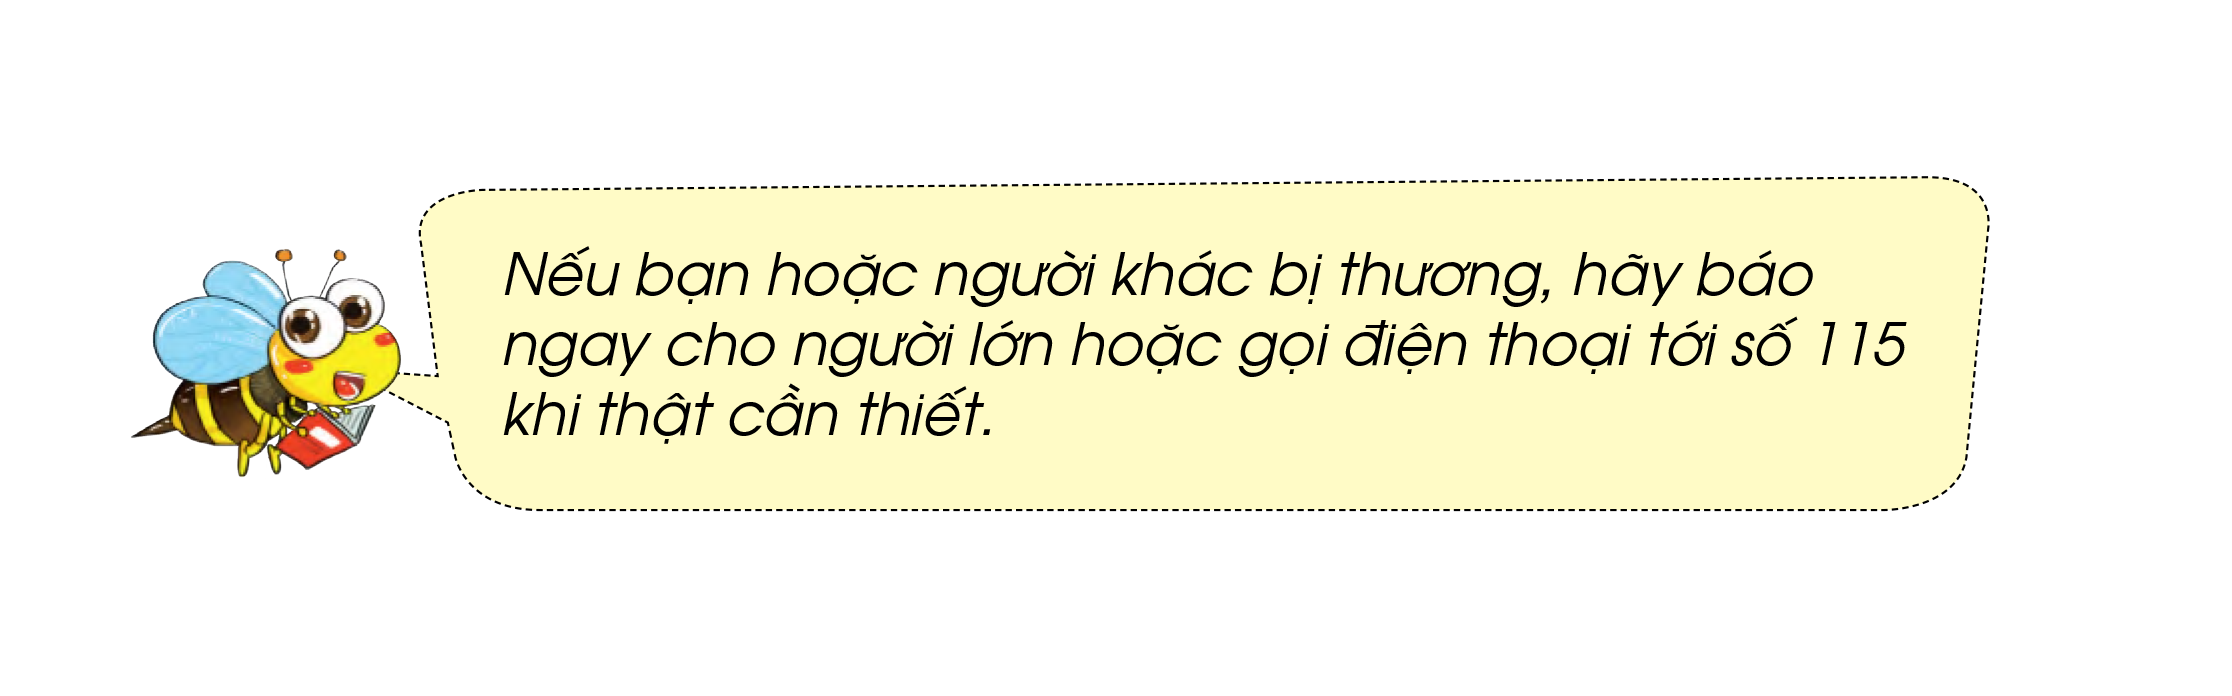 Nếu bạn hoặc người khác bị thương, hãy báo
ngay cho người lớn hoặc gọi điện thoại tới số 115
khi thật cần thiết.